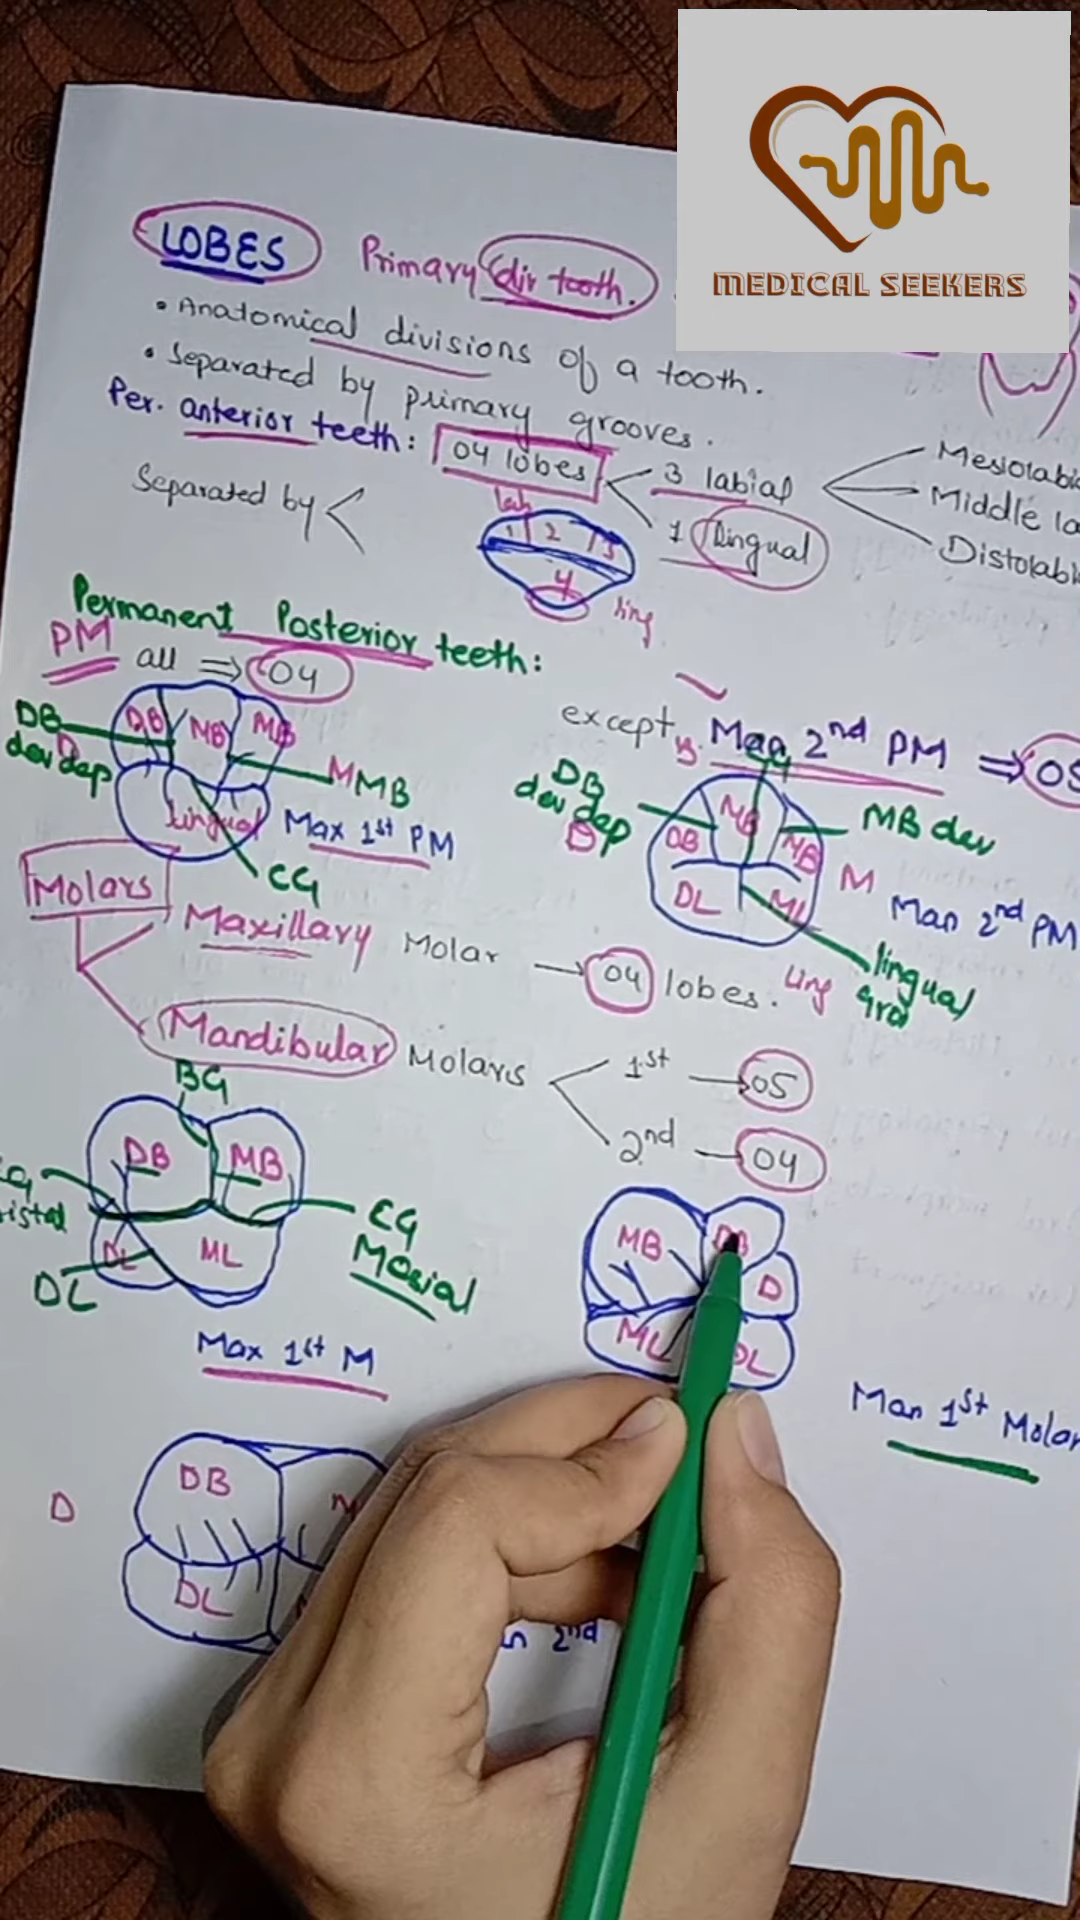 MEDICAL SEEKERS
LOBES Primary div tooth.
• Anatomical divisions of a tooth.
• Separated by primary grooves.
Per. anterior teeth: 04 lobes
3 labial
1 lingual
Mesiolabia
Middle la
Distolabi
Separated by
lab
1 2 3
4
ling
Permanent Posterior teeth:
PM all ⇒ 04
except Man 2nd PM ⇒ 05
DB MB MB
DB dev dep
D
MMB
lingual
Max 1st PM
CG
DB dev dep
D
MB
DB MB
MB dev
M
DL ML
Man 2nd PM
ling
lingual
Molars
Maxillary Molar → 04 lobes.
Mandibular Molars
1st → 05
2nd → 04
BG
DB MB
istal
CG Mesial
DL ML
DL
Max 1st M
MB DB D
ML DL
Man 1st Molar
D
DB
DL
2nd